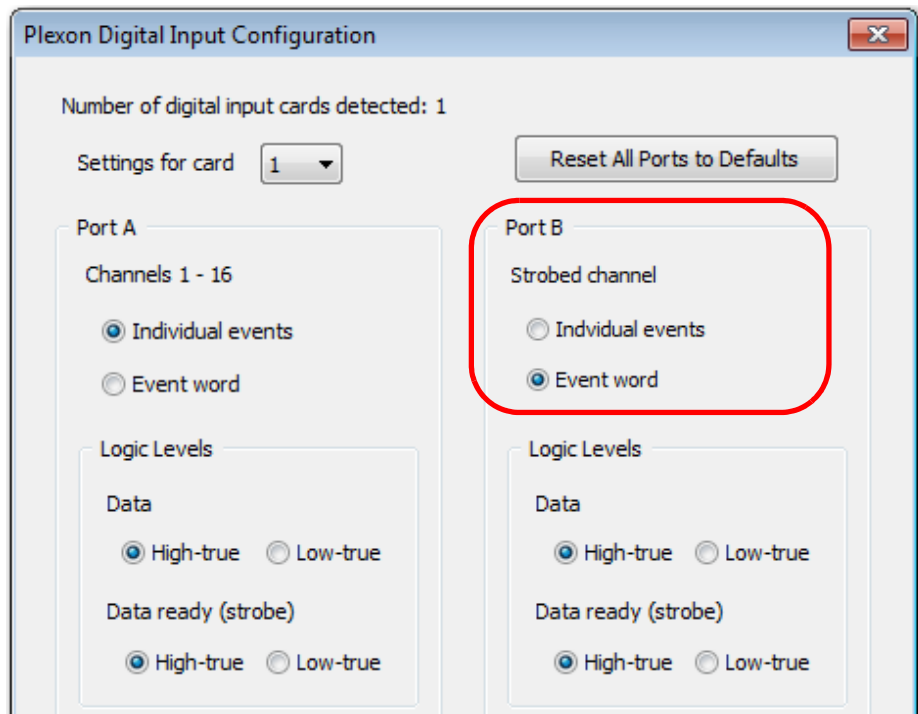 Plexon Digital Input Configuration
Number of digital input cards detected: 1
Settings for card 1
Reset All Ports to Defaults
Port A
Channels 1 - 16
Individual events
Event word
Logic Levels
Data
High-true Low-true
Data ready (strobe)
High-true Low-true
Port B
Strobed channel
Indvidual events
Event word
Logic Levels
Data
High-true Low-true
Data ready (strobe)
High-true Low-true